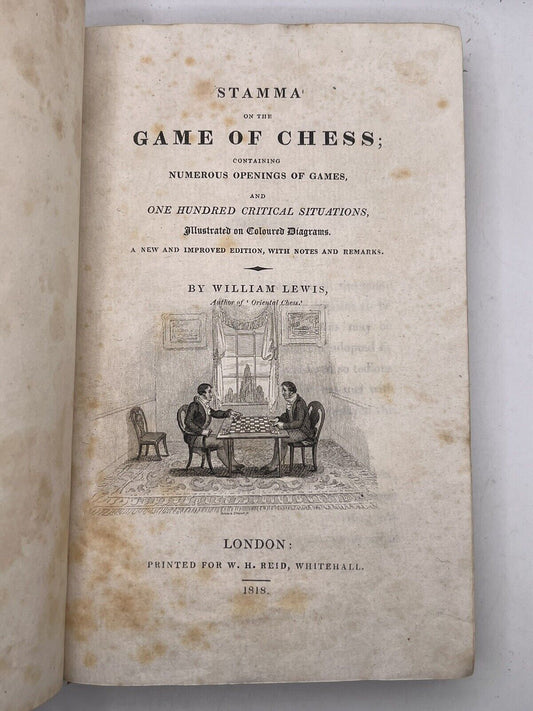 STAMMA
ON THE
GAME OF CHESS;
CONTAINING
NUMEROUS OPENINGS OF GAMES,
AND
ONE HUNDRED CRITICAL SITUATIONS,
Illustrated on Coloured Diagrams.
A NEW AND IMPROVED EDITION, WITH NOTES AND REMARKS.
BY WILLIAM LEWIS,
Author of 'Oriental Chess.'
LONDON:
PRINTED FOR W. H. REID, WHITEHALL.
1818.